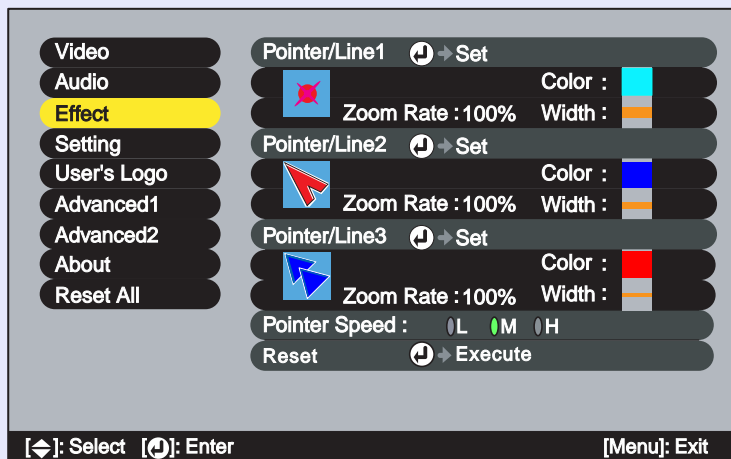 Video
Audio
Effect
Setting
User's Logo
Advanced1
Advanced2
About
Reset All
Pointer/Line1 Set
Color :
Zoom Rate : 100% Width :
Pointer/Line2 Set
Color :
Zoom Rate : 100% Width :
Pointer/Line3 Set
Color :
Zoom Rate : 100% Width :
Pointer Speed : L M H
Reset Execute
[ ]: Select [ ]: Enter [Menu]: Exit